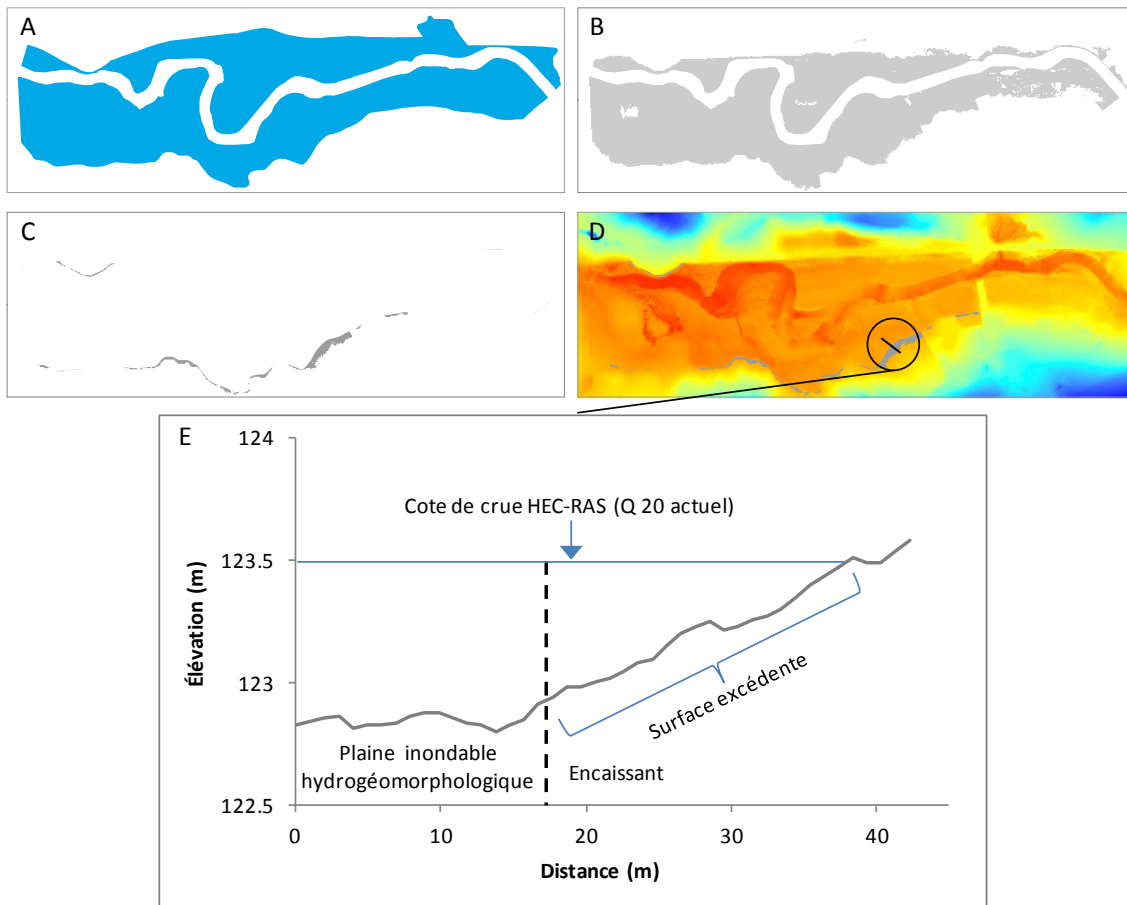 A
B
C
D
E
124
123.5
123
122.5
Élévation (m)
Cote de crue HEC-RAS (Q 20 actuel)
Surface excédente
Plaine inondable
hydrogéomorphologique
Encaissant
0
10
20
30
40
Distance (m)